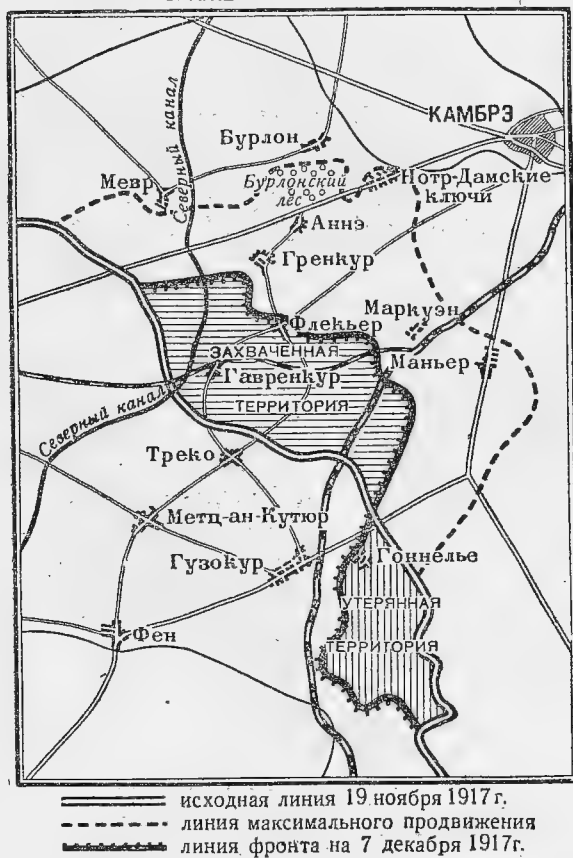 КАМБРЭ
Бурлон
Северный канал
Мевр
Бурлонский
лес
Нотр-Дамские
ключи
Аннэ
Гренкур
Маркуэн
Флекьер
ЗАХВАЧЕННАЯ
Маньер
Гавренкур
ТЕРРИТОРИЯ
Северный канал
Треко
Метц-ан-Кутюр
Гузокур
Гоннелье
УТЕРЯННАЯ
Фен
ТЕРРИТОРИЯ
исходная линия 19 ноября 1917 г.
линия максимального продвижения
линия фронта на 7 декабря 1917 г.